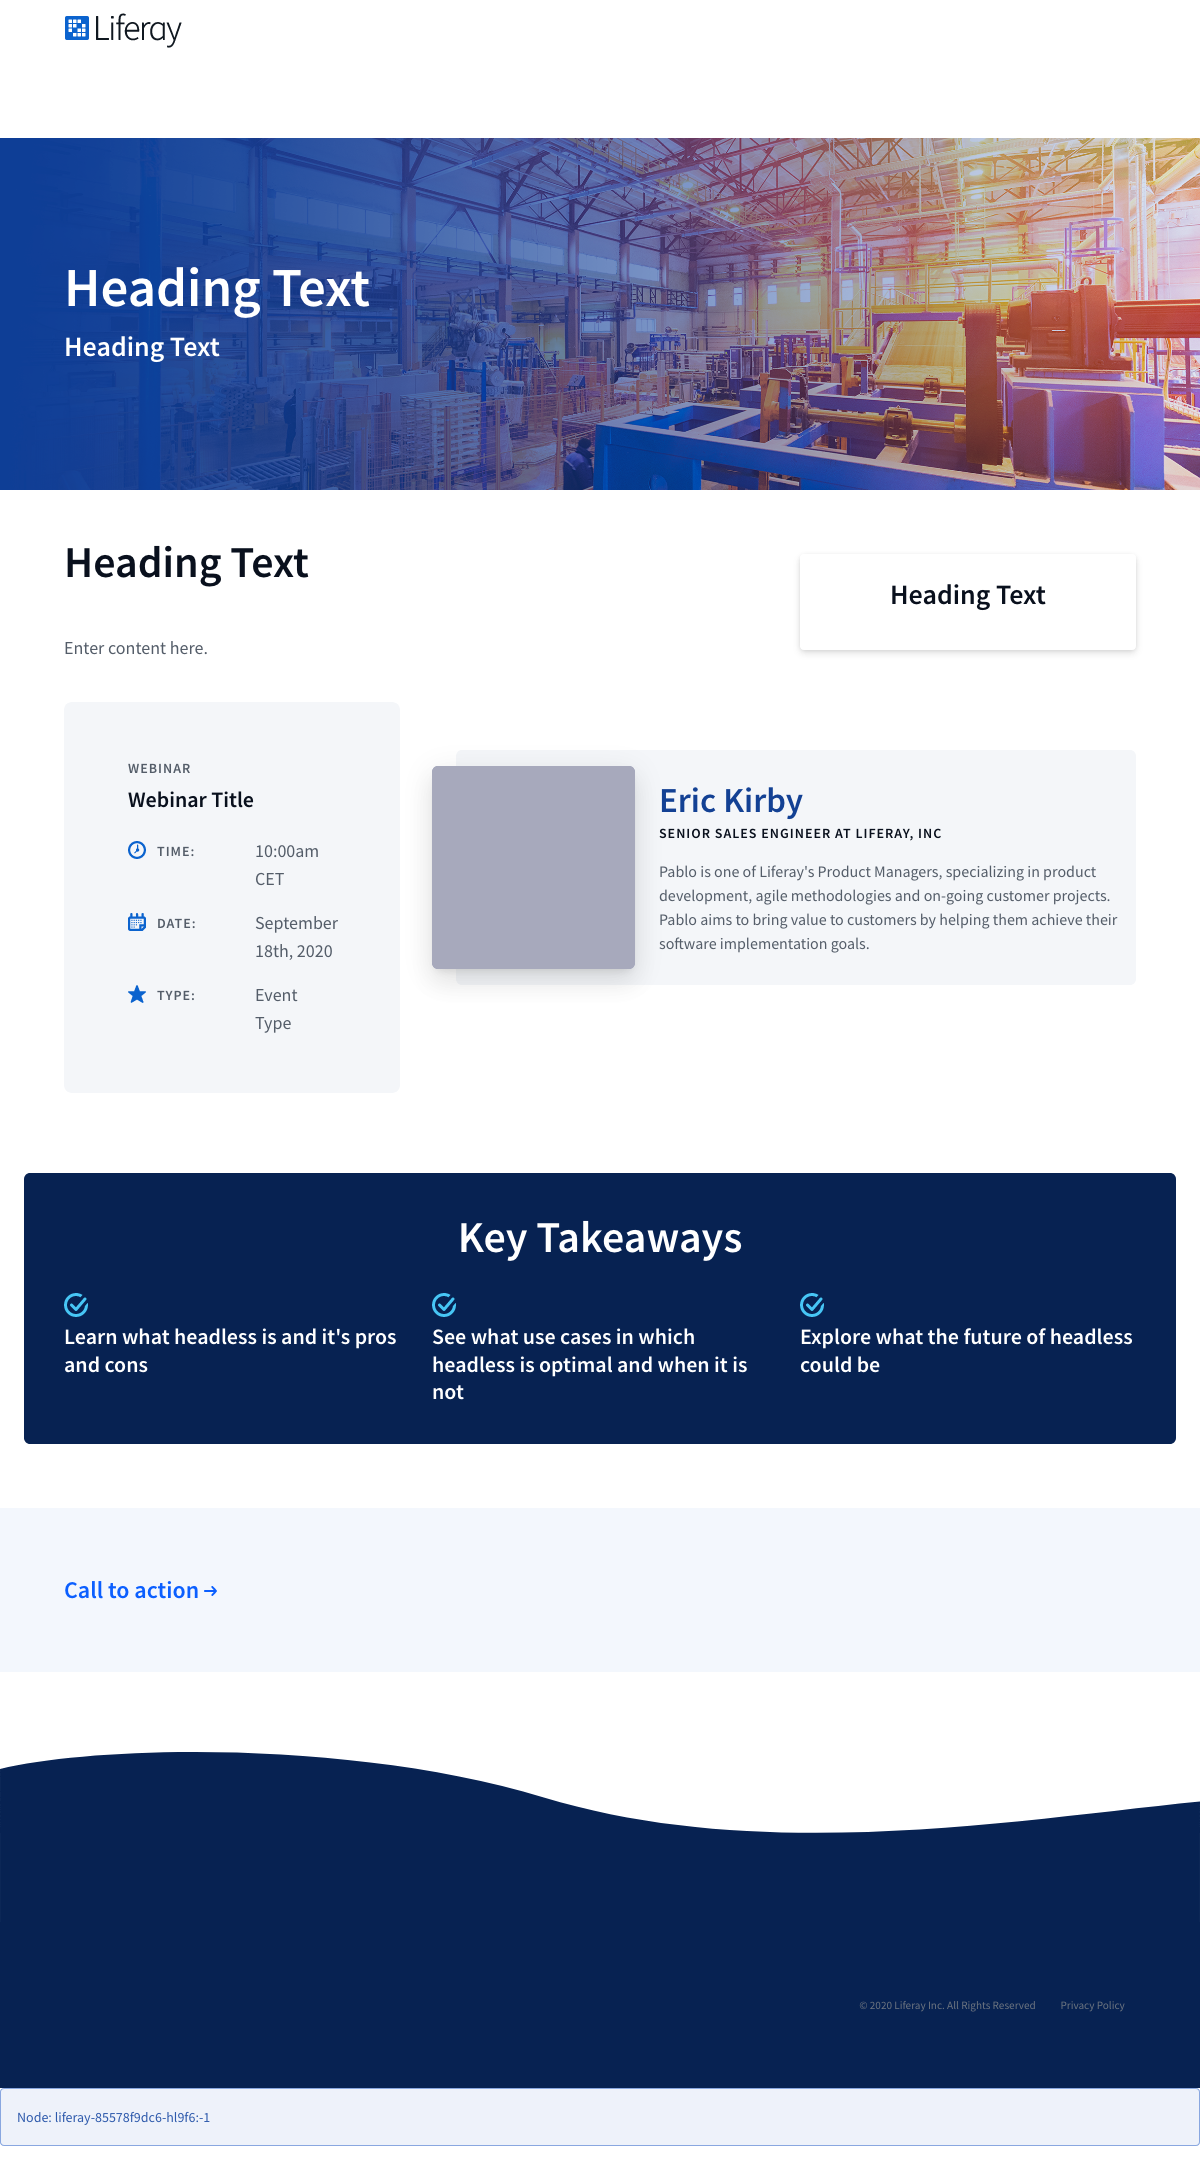 Liferay
Heading Text
Heading Text
Heading Text
Heading Text
Enter content here.
WEBINAR
Webinar Title
TIME: 10:00am
CET
DATE: September
18th, 2020
TYPE: Event
Type
Eric Kirby
SENIOR SALES ENGINEER AT LIFERAY, INC
Pablo is one of Liferay's Product Managers, specializing in product
development, agile methodologies and on-going customer projects.
Pablo aims to bring value to customers by helping them achieve their
software implementation goals.
Key Takeaways
Learn what headless is and it's pros
and cons
See what use cases in which
headless is optimal and when it is
not
Explore what the future of headless
could be
Call to action →
© 2020 Liferay Inc. All Rights Reserved Privacy Policy
Node: liferay-85578f9dc6-hl9f6:-1